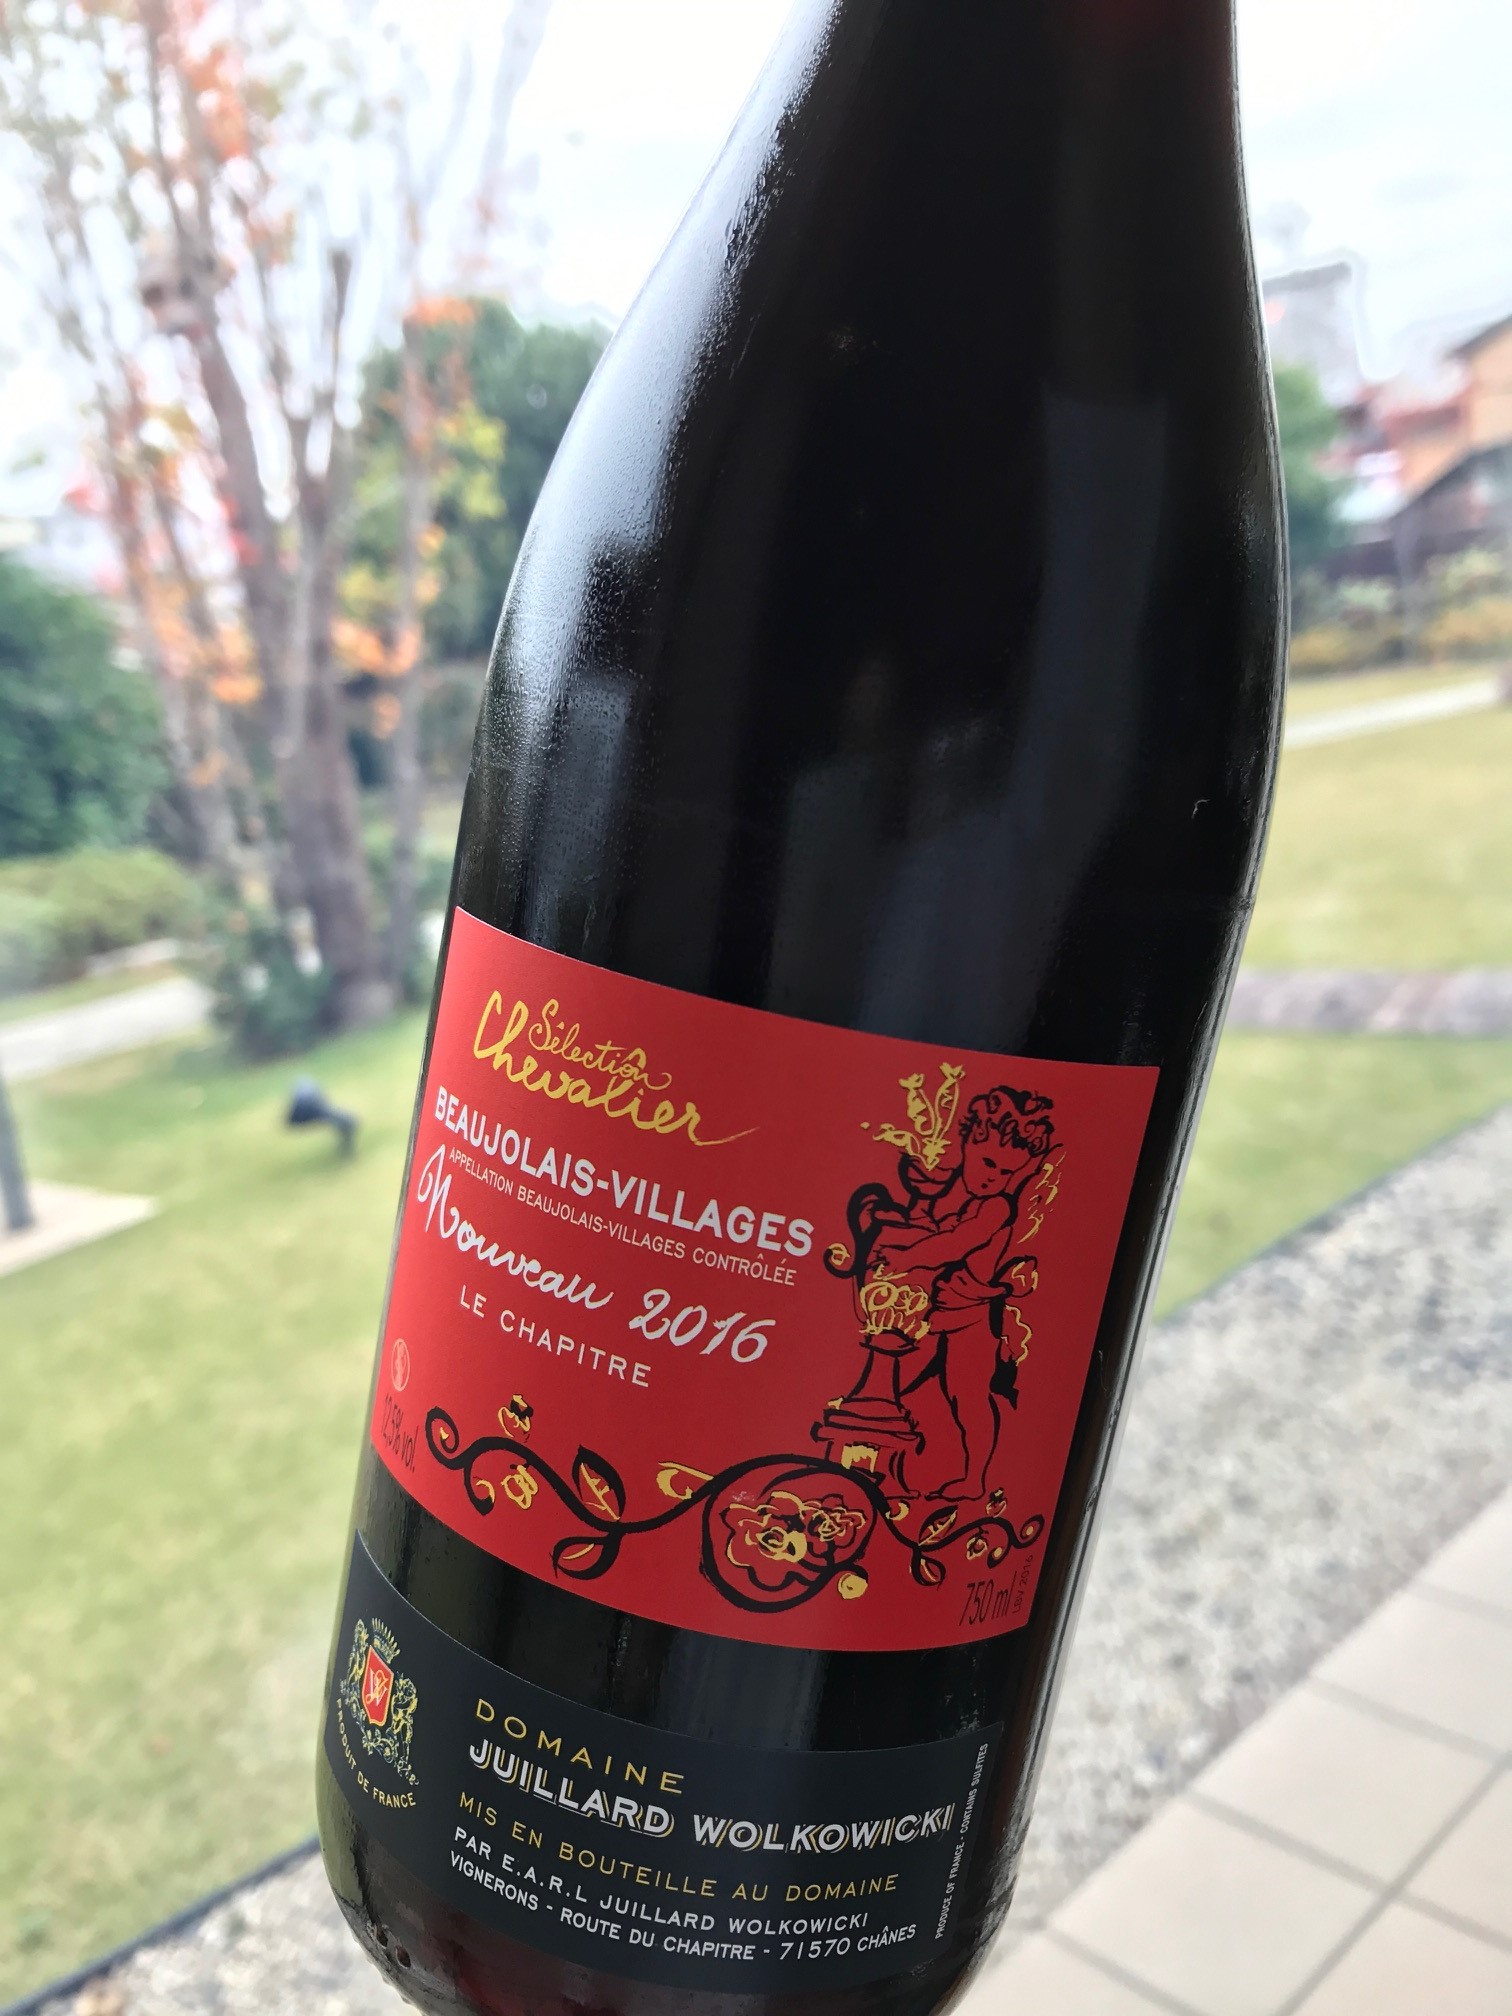 Sélection
Chevalier
BEAUJOLAIS-VILLAGES
APPELLATION BEAUJOLAIS-VILLAGES CONTRÔLÉE
Nouveau 2016
LE CHAPITRE
12,5% vol.
750 ml
LBV 2016
PRODUIT DE FRANCE
DOMAINE
JUILLARD WOLKOWICKI
MIS EN BOUTEILLE AU DOMAINE
PAR E.A.R.L JUILLARD WOLKOWICKI
VIGNERONS - ROUTE DU CHAPITRE - 71570 CHÂNES
PRODUCE OF FRANCE - CONTAINS SULFITES